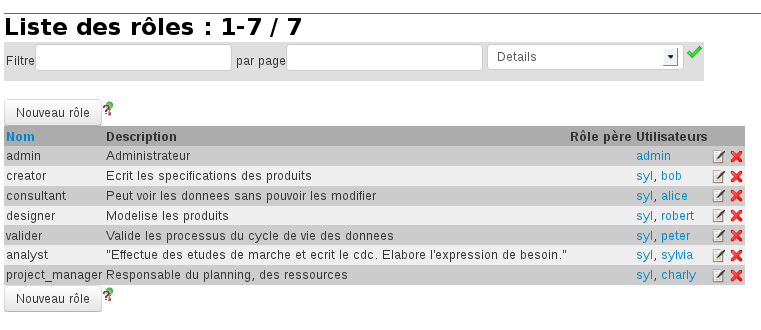 Liste des rôles : 1-7 / 7
Filtre par page Details
Nouveau rôle
Nom Description Rôle père Utilisateurs
admin Administrateur admin
creator Ecrit les specifications des produits syl, bob
consultant Peut voir les donnees sans pouvoir les modifier syl, alice
designer Modelise les produits syl, robert
valider Valide les processus du cycle de vie des donnees syl, peter
analyst "Effectue des etudes de marche et ecrit le cdc. Elabore l'expression de besoin." syl, sylvia
project_manager Responsable du planning, des ressources syl, charly
Nouveau rôle